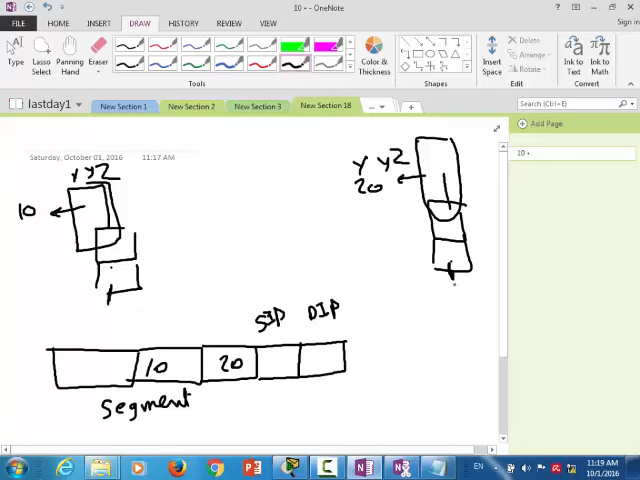 10 • - OneNote
FILE HOME INSERT DRAW HISTORY REVIEW VIEW Sign in
Type
Lasso Select
Panning Hand
Eraser
Color & Thickness
Insert Space
Delete
Arrange
Rotate
Ink to Text
Ink to Math
Tools
Shapes
Edit
Convert
lastday1 New Section 1 New Section 2 New Section 3 New Section 18
Search (Ctrl+E)
Add Page
10 •
Saturday, October 01, 2016 11:17 AM
Y YZ
10
Y YZ
20
SIP DIP
10 20
Segment
EN
11:19 AM
10/1/2016